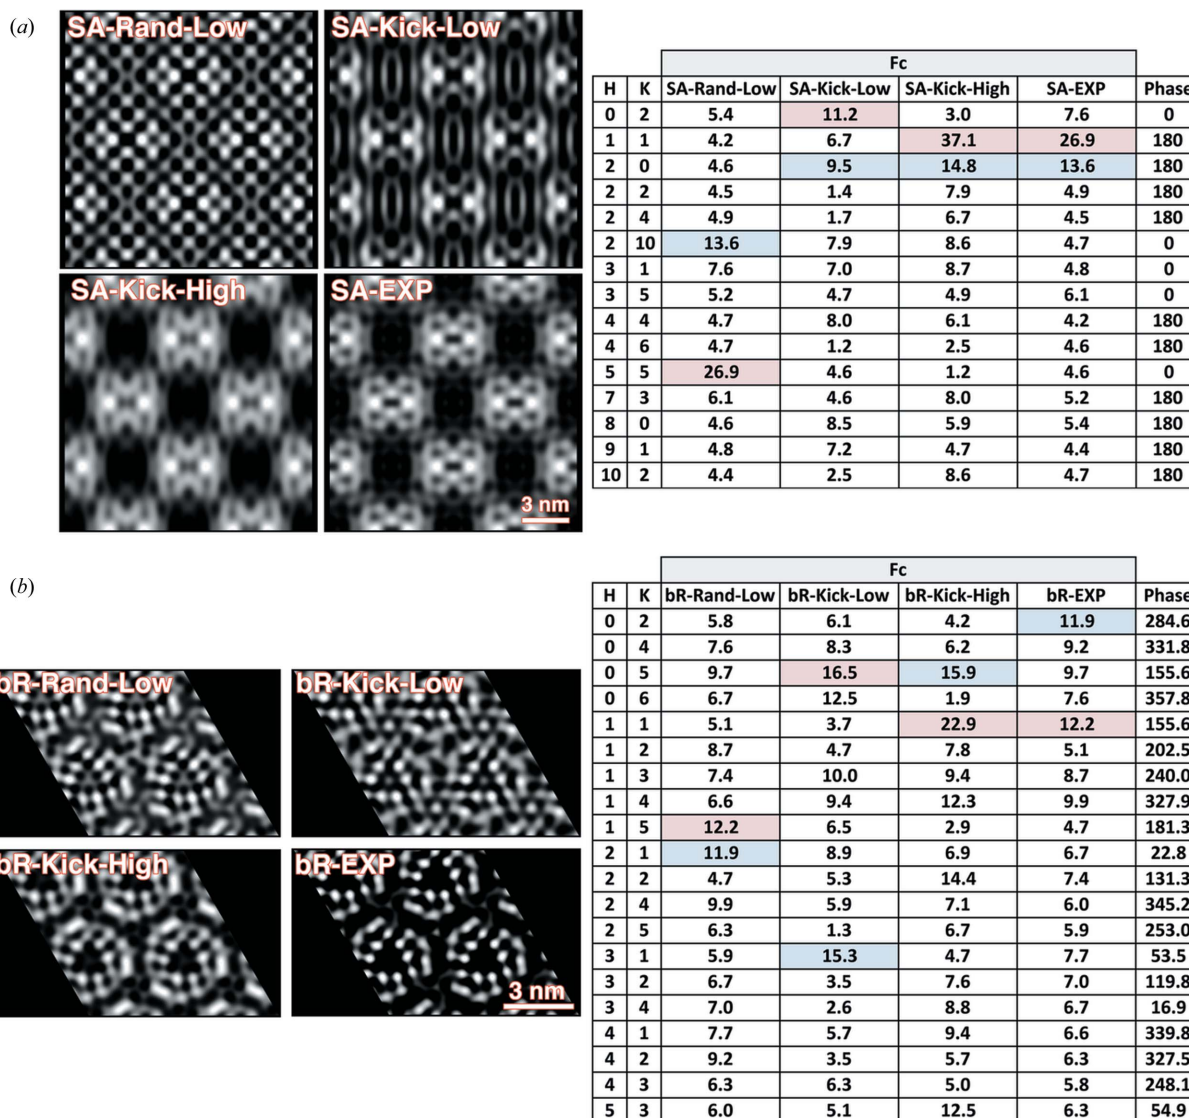 (a)
SA-Rand-Low SA-Kick-Low
SA-Kick-High SA-EXP
3 nm
Fc
H K SA-Rand-Low SA-Kick-Low SA-Kick-High SA-EXP Phase
0 2 5.4 11.2 3.0 7.6 0
1 1 4.2 6.7 37.1 26.9 180
2 0 4.6 9.5 14.8 13.6 180
2 2 4.5 1.4 7.9 4.9 180
2 4 4.9 1.7 6.7 4.5 180
2 10 13.6 7.9 8.6 4.7 0
3 1 7.6 7.0 8.7 4.8 0
3 5 5.2 4.7 4.9 6.1 0
4 4 4.7 8.0 6.1 4.2 180
4 6 4.7 1.2 2.5 4.6 180
5 5 26.9 4.6 1.2 4.6 0
7 3 6.1 4.6 8.0 5.2 180
8 0 4.6 8.5 5.9 5.4 180
9 1 4.8 7.2 4.7 4.4 180
10 2 4.4 2.5 8.6 4.7 180
(b)
bR-Rand-Low bR-Kick-Low
bR-Kick-High bR-EXP
3 nm
Fc
H K bR-Rand-Low bR-Kick-Low bR-Kick-High bR-EXP Phase
0 2 5.8 6.1 4.2 11.9 284.6
0 4 7.6 8.3 6.2 9.2 331.8
0 5 9.7 16.5 15.9 9.7 155.6
0 6 6.7 12.5 1.9 7.6 357.8
1 1 5.1 3.7 22.9 12.2 155.6
1 2 8.7 4.7 7.8 5.1 202.5
1 3 7.4 10.0 9.4 8.7 240.0
1 4 6.6 9.4 12.3 9.9 327.9
1 5 12.2 6.5 2.9 4.7 181.3
2 1 11.9 8.9 6.9 6.7 22.8
2 2 4.7 5.3 14.4 7.4 131.3
2 4 9.9 5.9 7.1 6.0 345.2
2 5 6.3 1.3 6.7 5.9 253.0
3 1 5.9 15.3 4.7 7.7 53.5
3 2 6.7 3.5 7.6 7.0 119.8
3 4 7.0 2.6 8.8 6.7 16.9
4 1 7.7 5.7 9.4 6.6 339.8
4 2 9.2 3.5 5.7 6.3 327.5
4 3 6.3 6.3 5.0 5.8 248.1
5 3 6.0 5.1 12.5 6.3 54.9